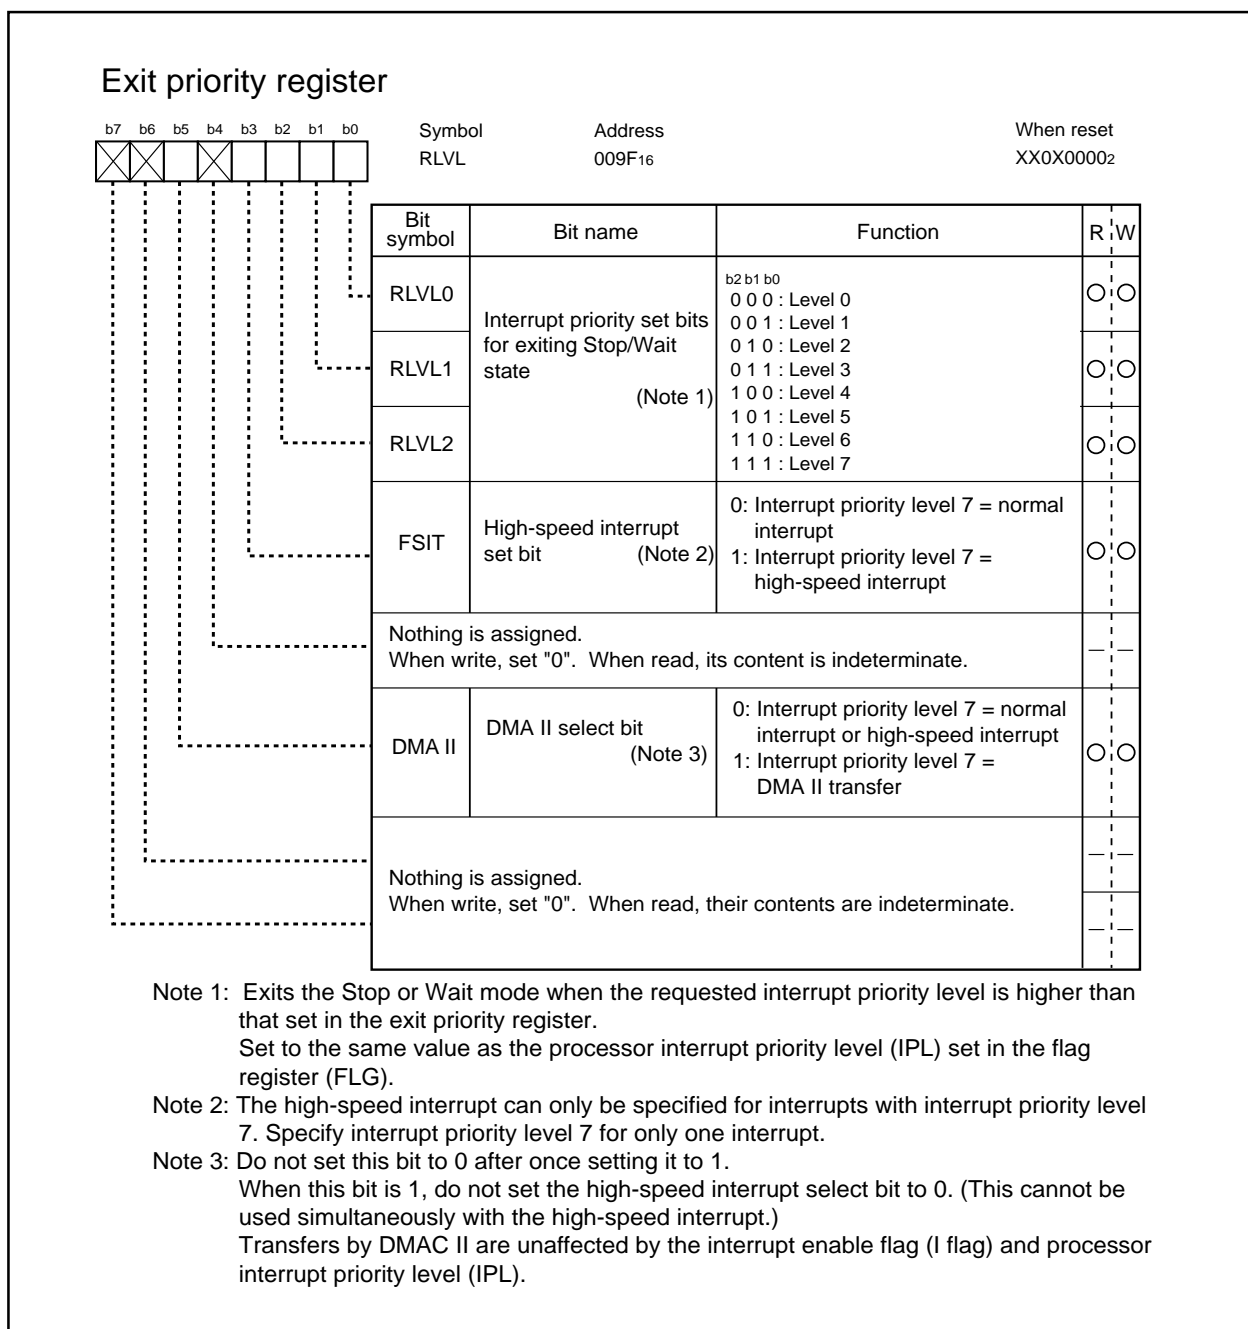 Exit priority register
b7 b6 b5 b4 b3 b2 b1 b0
Symbol Address When reset
RLVL 009F16 XX0X00002
Bit symbol Bit name Function R W
RLVL0
RLVL1
RLVL2
Interrupt priority set bits
for exiting Stop/Wait
state
(Note 1)
b2 b1 b0
0 0 0 : Level 0
0 0 1 : Level 1
0 1 0 : Level 2
0 1 1 : Level 3
1 0 0 : Level 4
1 0 1 : Level 5
1 1 0 : Level 6
1 1 1 : Level 7
FSIT
High-speed interrupt
set bit (Note 2)
0: Interrupt priority level 7 = normal
interrupt
1: Interrupt priority level 7 =
high-speed interrupt
Nothing is assigned.
When write, set "0". When read, its content is indeterminate.
DMA II
DMA II select bit
(Note 3)
0: Interrupt priority level 7 = normal
interrupt or high-speed interrupt
1: Interrupt priority level 7 =
DMA II transfer
Nothing is assigned.
When write, set "0". When read, their contents are indeterminate.
Note 1: Exits the Stop or Wait mode when the requested interrupt priority level is higher than
that set in the exit priority register.
Set to the same value as the processor interrupt priority level (IPL) set in the flag
register (FLG).
Note 2: The high-speed interrupt can only be specified for interrupts with interrupt priority level
7. Specify interrupt priority level 7 for only one interrupt.
Note 3: Do not set this bit to 0 after once setting it to 1.
When this bit is 1, do not set the high-speed interrupt select bit to 0. (This cannot be
used simultaneously with the high-speed interrupt.)
Transfers by DMAC II are unaffected by the interrupt enable flag (I flag) and processor
interrupt priority level (IPL).